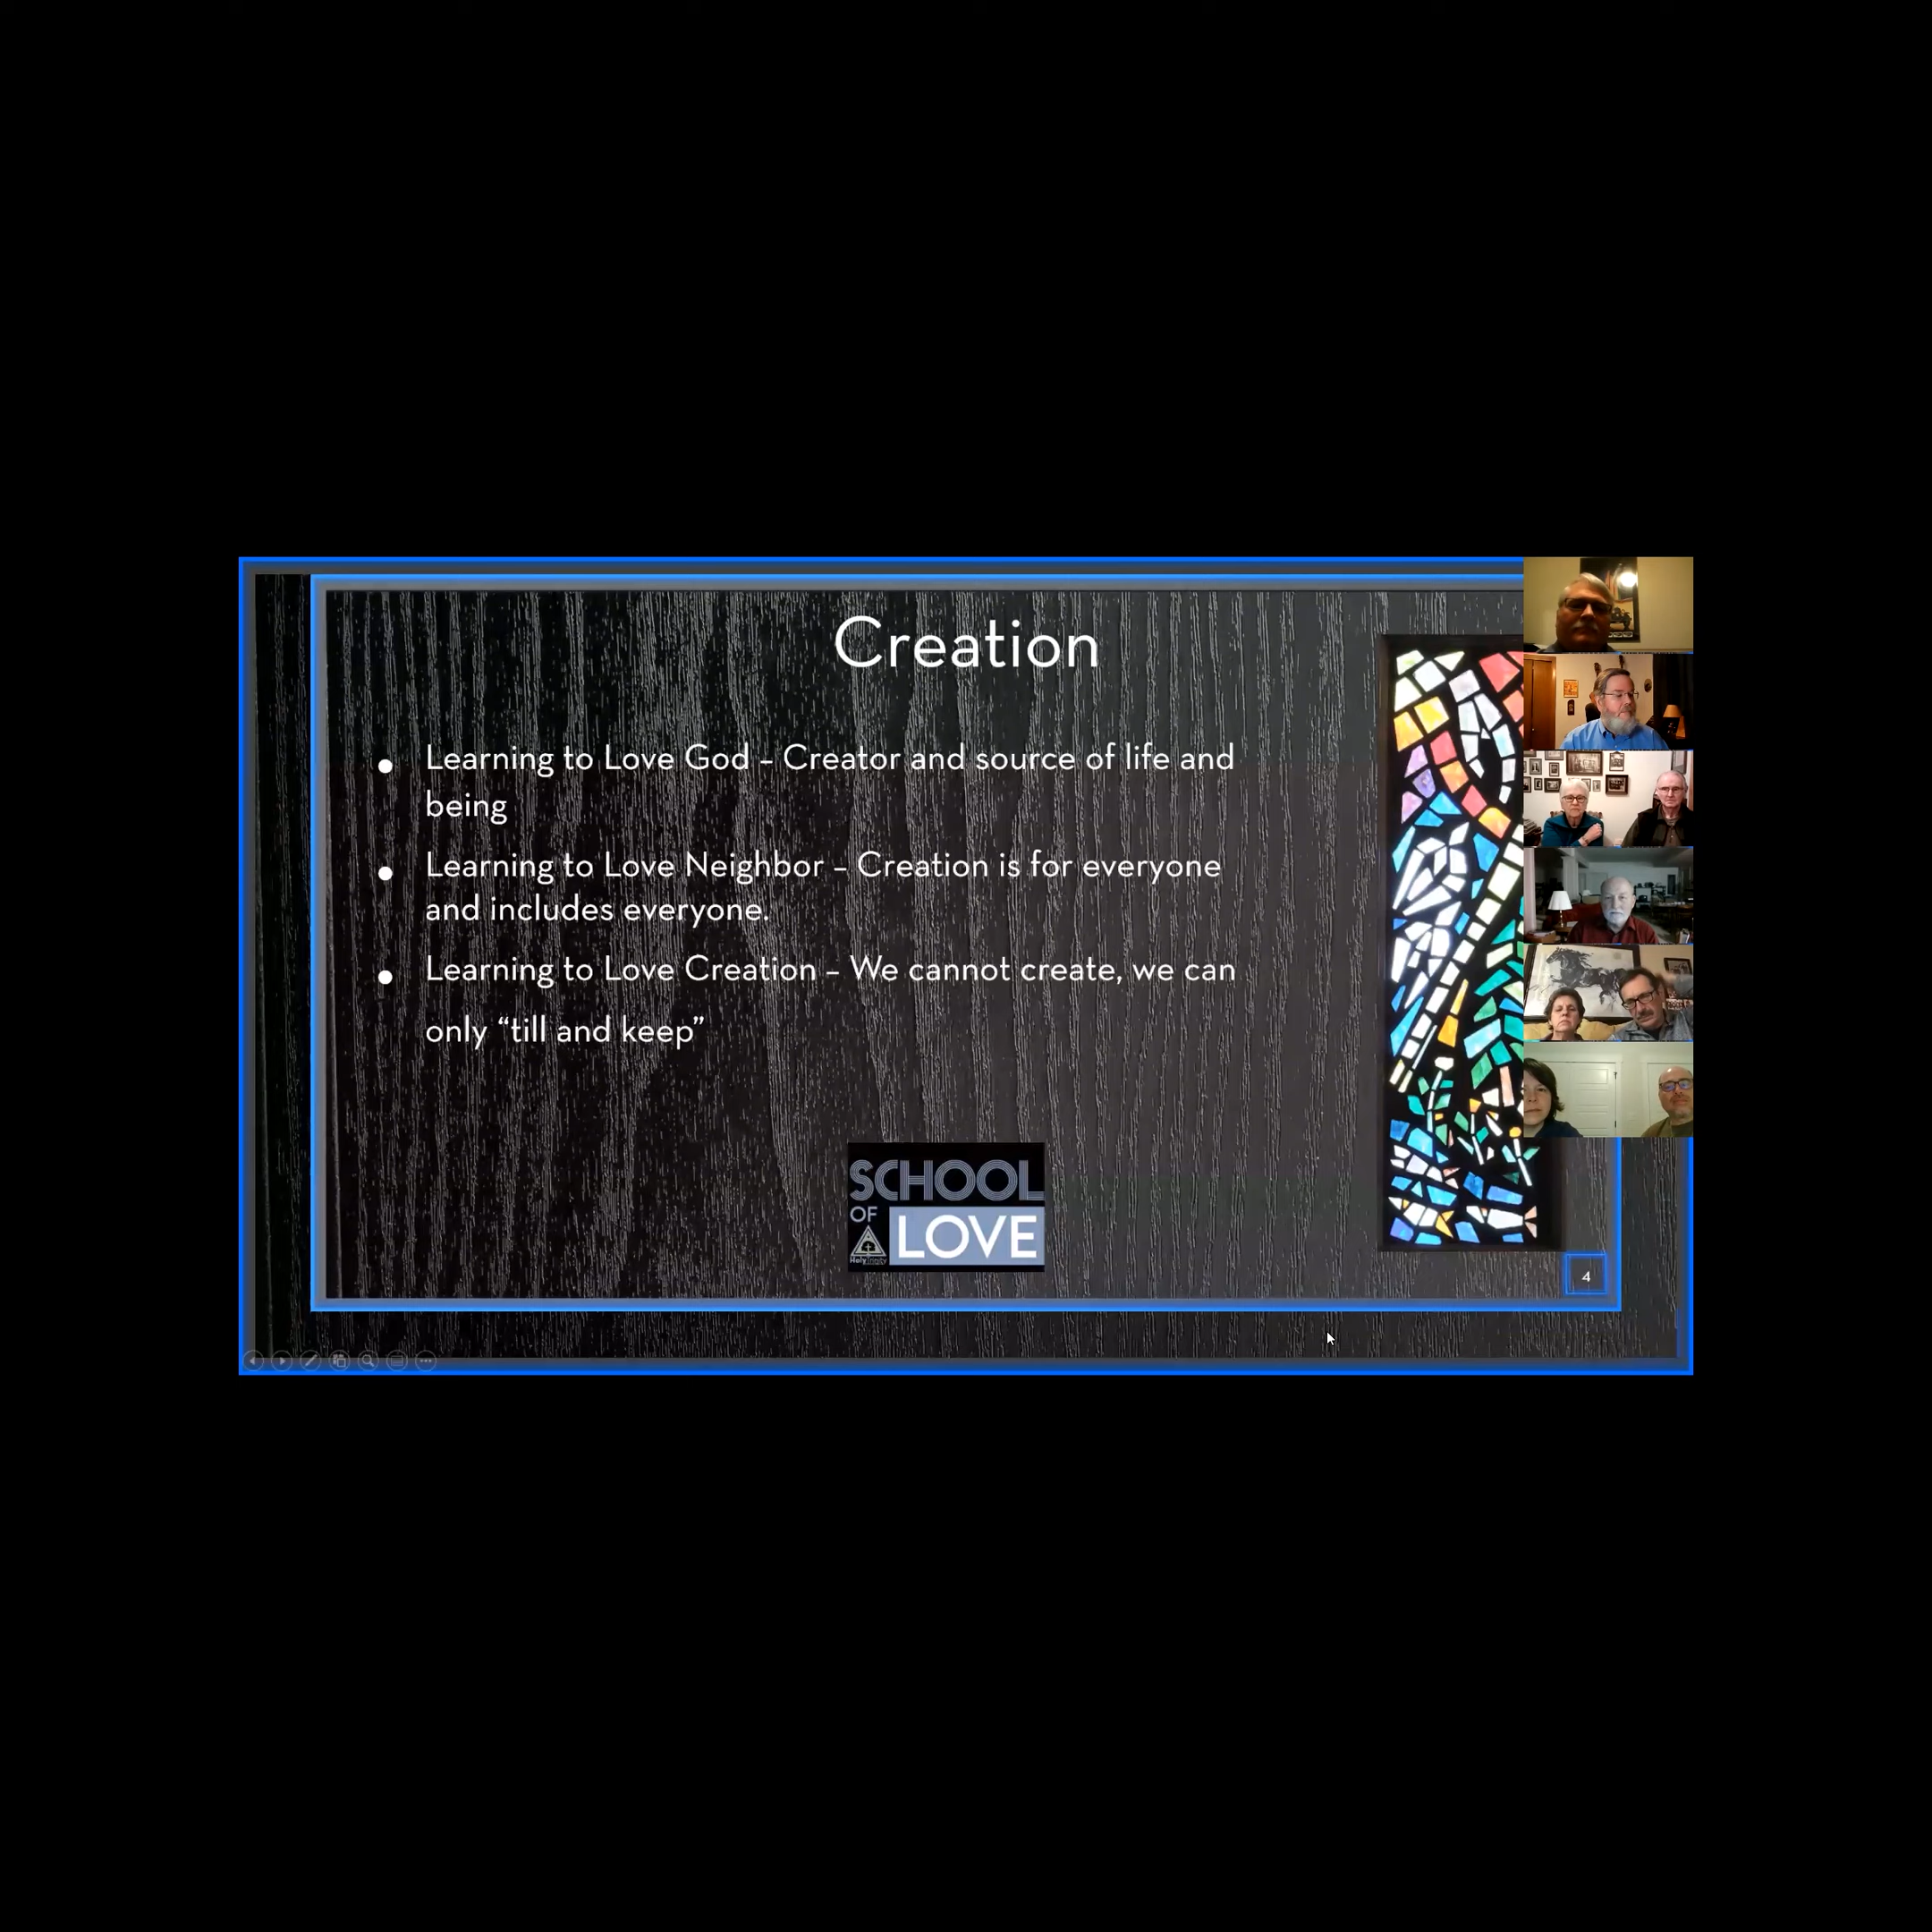 Creation
• Learning to Love God – Creator and source of life and
being
• Learning to Love Neighbor – Creation is for everyone
and includes everyone.
• Learning to Love Creation – We cannot create, we can
only “till and keep”
SCHOOL
OF
LOVE
HolyTrinity
4